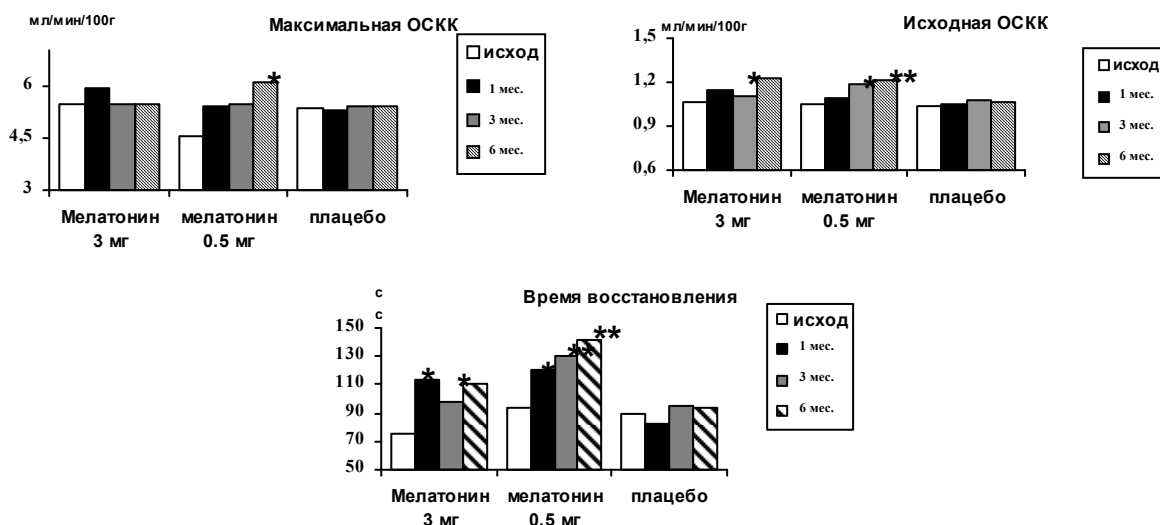 мл/мин/100г
Максимальная ОСКК
6
4,5
3
*
исход
1 мес.
3 мес.
6 мес.
Мелатонин
3 мг
мелатонин
0.5 мг
плацебо
мл/мин/100г
Исходная ОСКК
1,5
1,2
0,9
0,6
*
*
**
исход
1 мес.
3 мес.
6 мес.
Мелатонин
3 мг
мелатонин
0.5 мг
плацебо
с
с
Время восстановления
150
130
110
90
70
50
*
*
*
**
**
исход
1 мес.
3 мес.
6 мес.
Мелатонин
3 мг
мелатонин
0.5 мг
плацебо